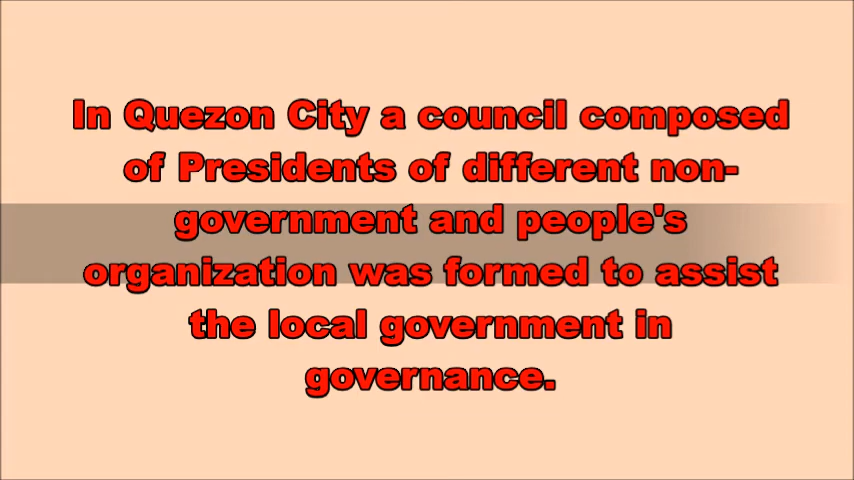 In Quezon City a council composed
of Presidents of different non-
government and people's
organization was formed to assist
the local government in
governance.